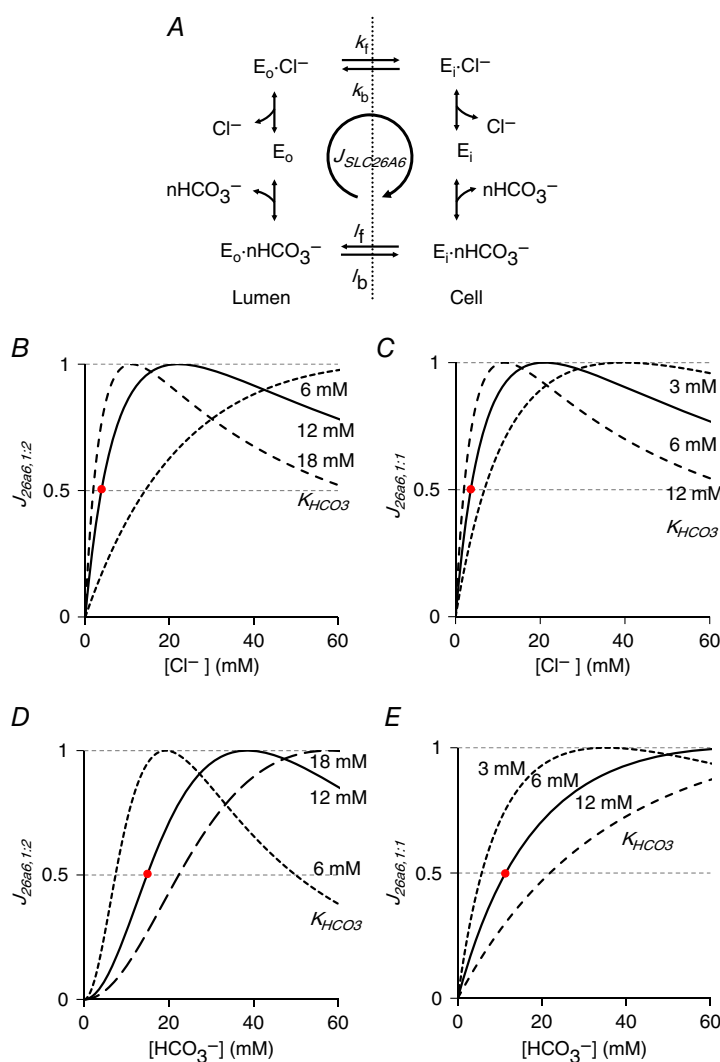 A
k_f
E_o·Cl⁻ E_i·Cl⁻
k_b
Cl⁻ Cl⁻
E_o J_SLC26A6 E_i
nHCO₃⁻ nHCO₃⁻
l_f
E_o·nHCO₃⁻ E_i·nHCO₃⁻
l_b
Lumen Cell
B
J_26a6,1:2
1
0.5
0
6 mM
12 mM
18 mM
K_HCO3
0 20 40 60
[Cl⁻] (mM)
C
J_26a6,1:1
1
0.5
0
3 mM
6 mM
12 mM
K_HCO3
0 20 40 60
[Cl⁻] (mM)
D
J_26a6,1:2
1
0.5
0
18 mM
12 mM
6 mM
K_HCO3
0 20 40 60
[HCO₃⁻] (mM)
E
J_26a6,1:1
1
0.5
0
3 mM
6 mM
12 mM
K_HCO3
0 20 40 60
[HCO₃⁻] (mM)